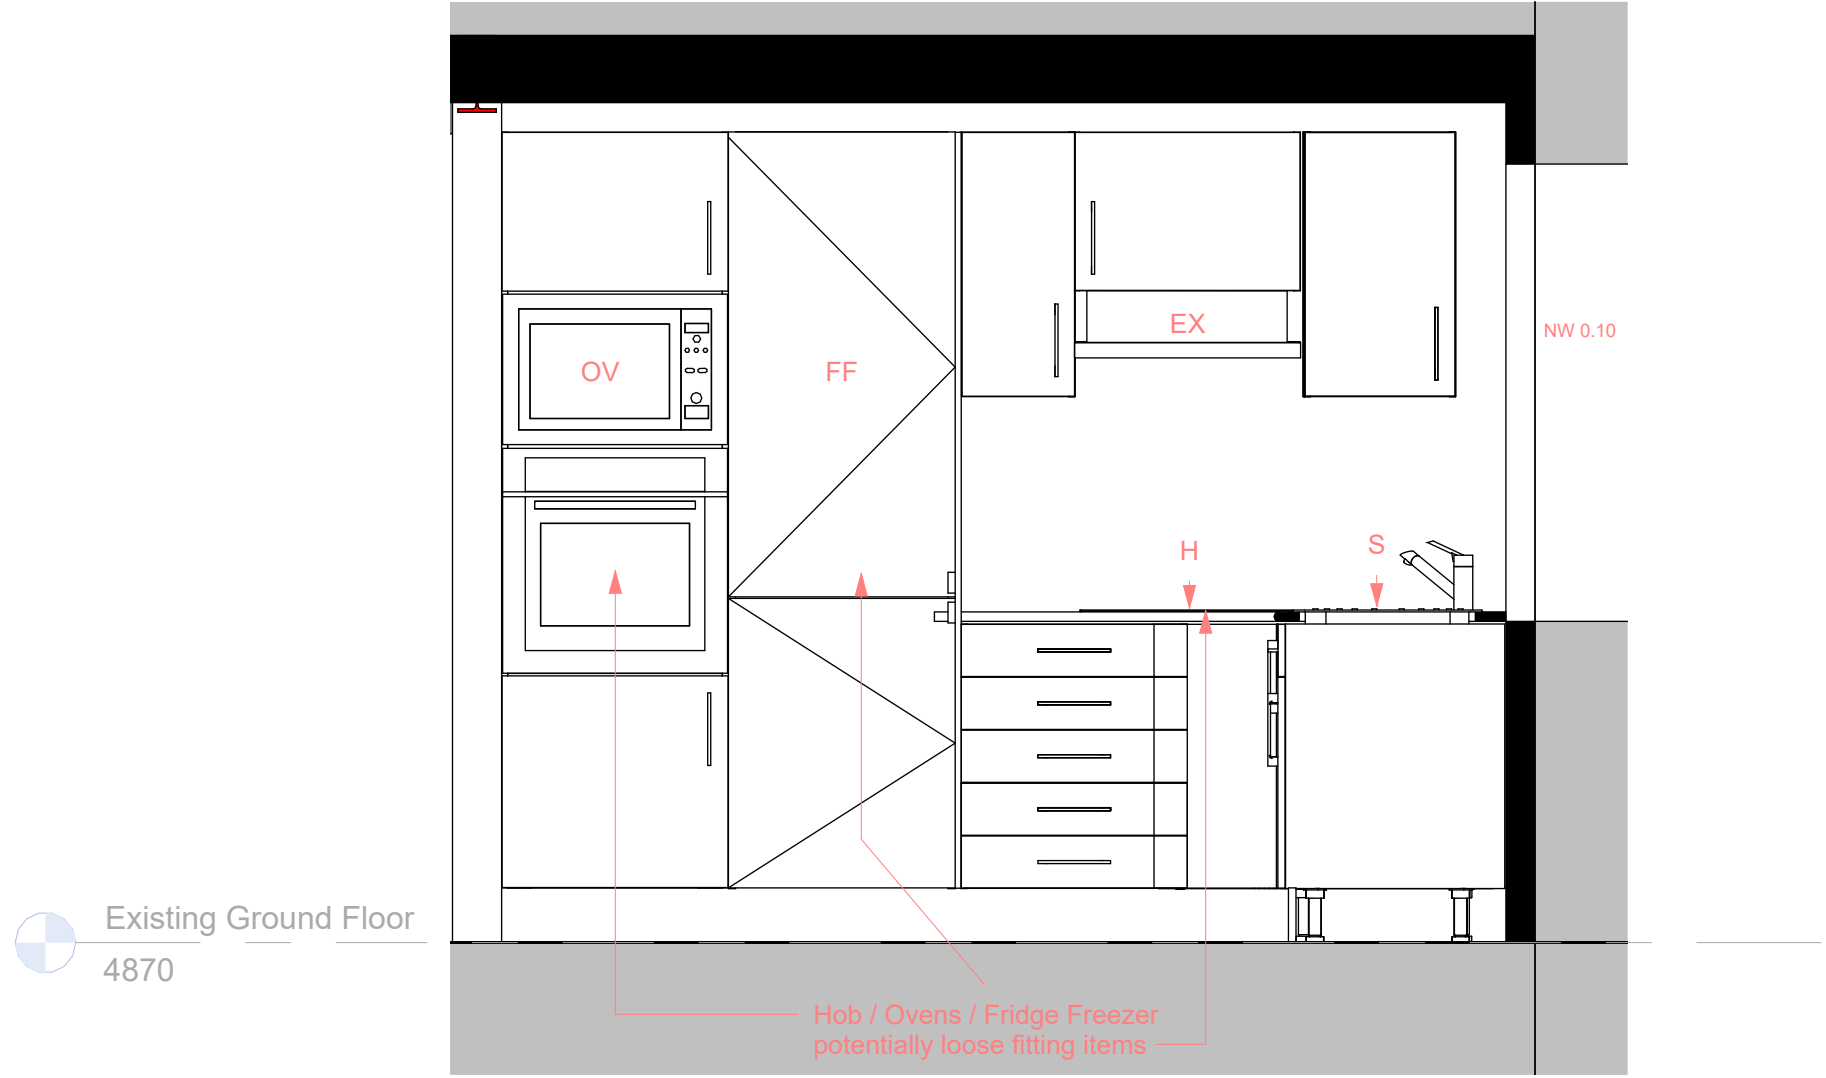 EX
NW 0.10
OV
FF
H
S
Existing Ground Floor
4870
Hob / Ovens / Fridge Freezer
potentially loose fitting items